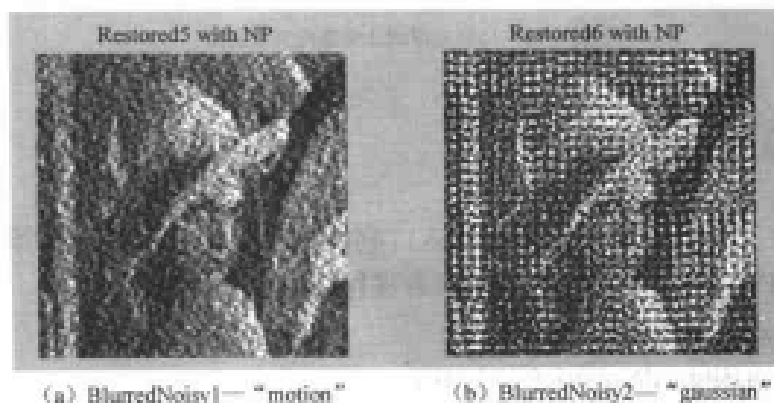 Restored5 with NP
Restored6 with NP
(a) BlurredNoisy1— “motion”
(b) BlurredNoisy2— “gaussian”